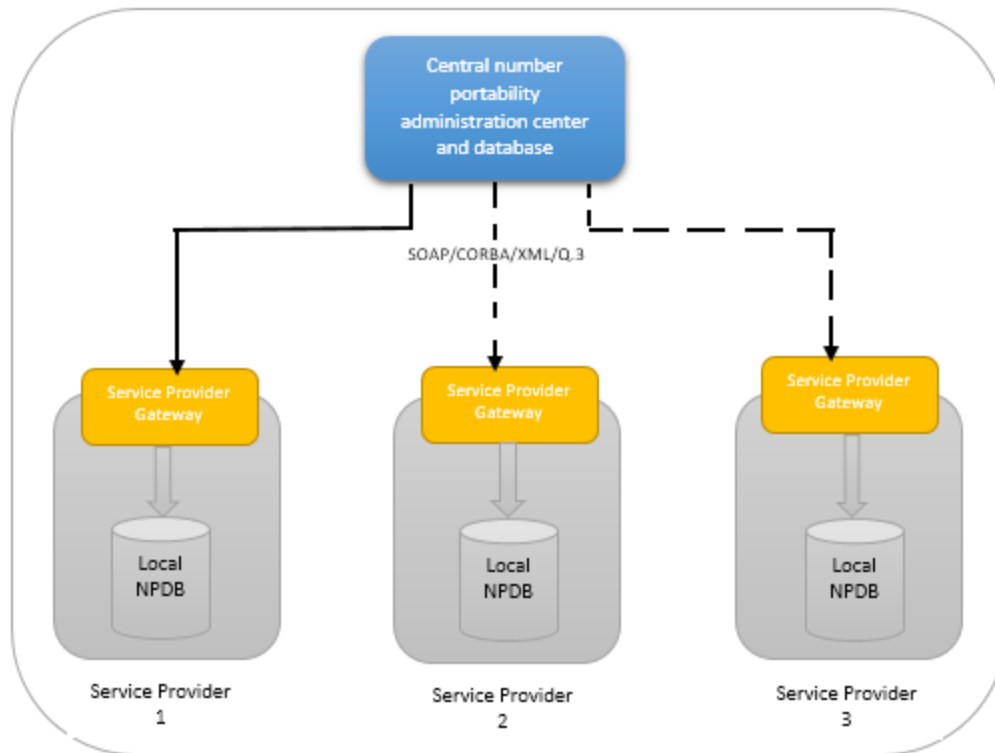 Central number
portability
administration center
and database
SOAP/CORBA/XML/Q.3
Service Provider
Gateway
Service Provider
Gateway
Service Provider
Gateway
Local
NPDB
Local
NPDB
Local
NPDB
Service Provider
1
Service Provider
2
Service Provider
3